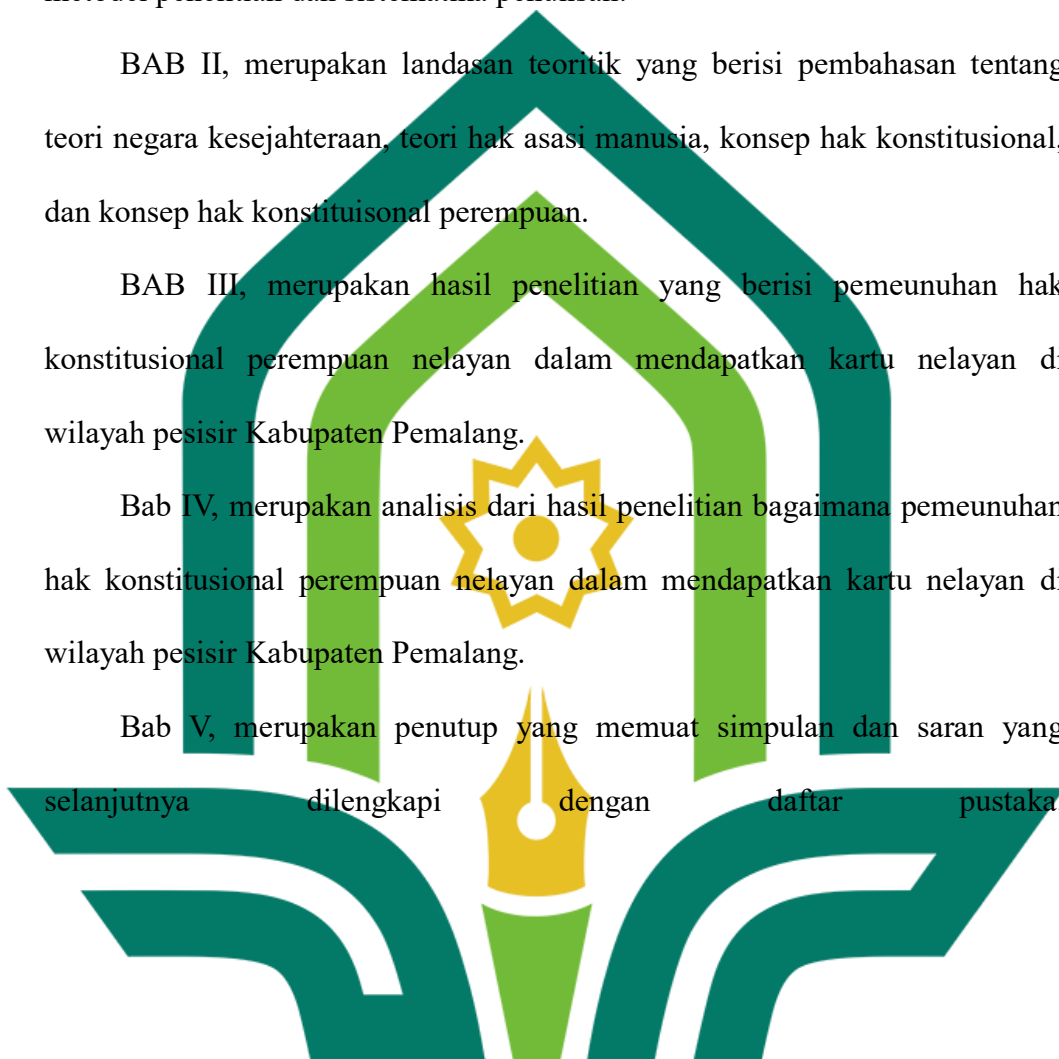 BAB II, merupakan landasan teoritik yang berisi pembahasan tentang
teori negara kesejahteraan, teori hak asasi manusia, konsep hak konstitusional,
dan konsep hak konstituisonal perempuan.
BAB III, merupakan hasil penelitian yang berisi pemeunuhan hak
konstitusional perempuan nelayan dalam mendapatkan kartu nelayan di
wilayah pesisir Kabupaten Pemalang.
Bab IV, merupakan analisis dari hasil penelitian bagaimana pemeunuhan
hak konstitusional perempuan nelayan dalam mendapatkan kartu nelayan di
wilayah pesisir Kabupaten Pemalang.
Bab V, merupakan penutup yang memuat simpulan dan saran yang
selanjutnya dilengkapi dengan daftar pustaka.